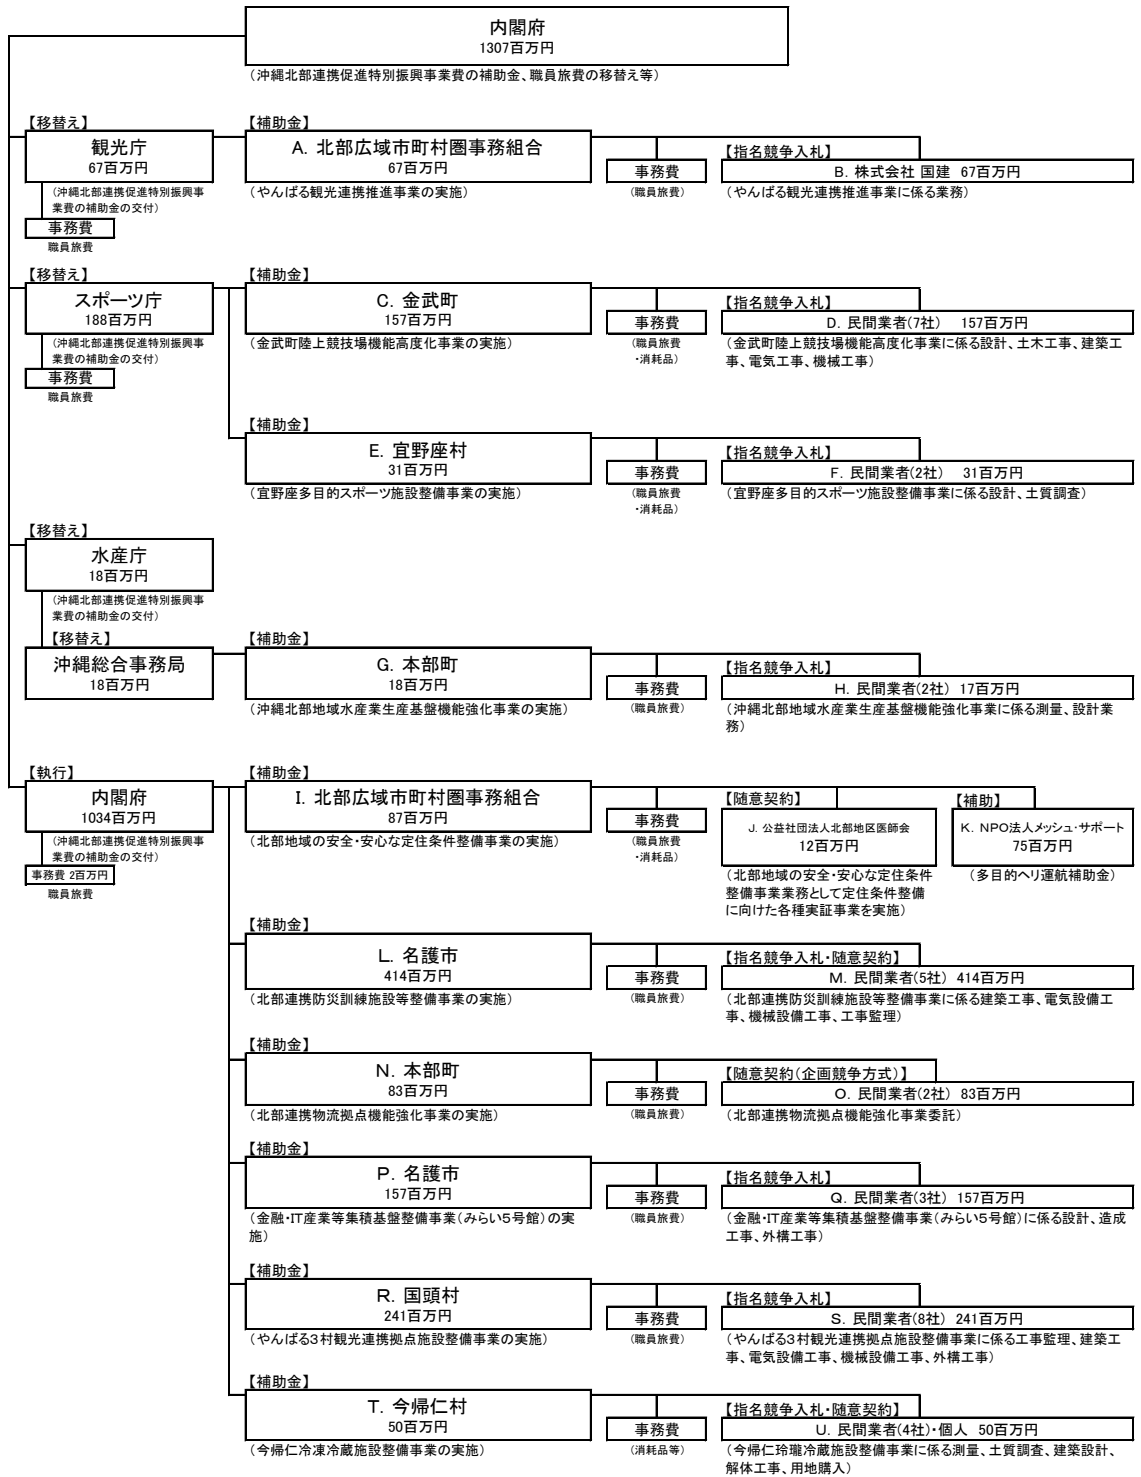 内閣府
1307百万円
（沖縄北部連携促進特別振興事業費の補助金、職員旅費の移替え等）
【移替え】
観光庁
67百万円
（沖縄北部連携促進特別振興事
業費の補助金の交付）
事務費
職員旅費
【補助金】
A. 北部広域市町村圏事務組合
67百万円
（やんばる観光連携推進事業の実施）
事務費
（職員旅費）
【指名競争入札】
B. 株式会社 国建 67百万円
（やんばる観光連携推進事業に係る業務）
【移替え】
スポーツ庁
188百万円
（沖縄北部連携促進特別振興事
業費の補助金の交付）
事務費
職員旅費
【補助金】
C. 金武町
157百万円
（金武町陸上競技場機能高度化事業の実施）
事務費
（職員旅費
・消耗品）
【指名競争入札】
D. 民間業者(7社) 157百万円
（金武町陸上競技場機能高度化事業に係る設計、土木工事、建築工
事、電気工事、機械工事）
【補助金】
E. 宜野座村
31百万円
（宜野座多目的スポーツ施設整備事業の実施）
事務費
（職員旅費
・消耗品）
【指名競争入札】
F. 民間業者(2社) 31百万円
（宜野座多目的スポーツ施設整備事業に係る設計、土質調査）
【移替え】
水産庁
18百万円
（沖縄北部連携促進特別振興事
業費の補助金の交付）
【移替え】
沖縄総合事務局
18百万円
【補助金】
G. 本部町
18百万円
（沖縄北部地域水産業生産基盤機能強化事業の実施）
事務費
（職員旅費）
【指名競争入札】
H. 民間業者(2社) 17百万円
（沖縄北部地域水産業生産基盤機能強化事業に係る測量、設計業
務）
【執行】
内閣府
1034百万円
（沖縄北部連携促進特別振興事
業費の補助金の交付）
事務費 2百万円
職員旅費
【補助金】
I. 北部広域市町村圏事務組合
87百万円
（北部地域の安全・安心な定住条件整備事業の実施）
事務費
（職員旅費
・消耗品）
【随意契約】
J. 公益社団法人北部地区医師会
12百万円
（北部地域の安全・安心な定住条件
整備事業業務として定住条件整備
に向けた各種実証事業を実施）
【補助】
K. NPO法人メッシュ・サポート
75百万円
（多目的ヘリ運航補助金）
【補助金】
L. 名護市
414百万円
（北部連携防災訓練施設等整備事業の実施）
事務費
（職員旅費）
【指名競争入札・随意契約】
M. 民間業者(5社) 414百万円
（北部連携防災訓練施設等整備事業に係る建築工事、電気設備工
事、機械設備工事、工事監理）
【補助金】
N. 本部町
83百万円
（北部連携物流拠点機能強化事業の実施）
事務費
（職員旅費）
【随意契約（企画競争方式）】
O. 民間業者(2社) 83百万円
（北部連携物流拠点機能強化事業委託）
【補助金】
P. 名護市
157百万円
（金融・IT産業等集積基盤整備事業（みらい5号館）の実
施）
事務費
（職員旅費）
【指名競争入札】
Q. 民間業者(3社) 157百万円
（金融・IT産業等集積基盤整備事業（みらい5号館）に係る設計、造成
工事、外構工事）
【補助金】
R. 国頭村
241百万円
（やんばる3村観光連携拠点施設整備事業の実施）
事務費
（職員旅費）
【指名競争入札】
S. 民間業者(8社) 241百万円
（やんばる3村観光連携拠点施設整備事業に係る工事監理、建築工
事、電気設備工事、機械設備工事、外構工事）
【補助金】
T. 今帰仁村
50百万円
（今帰仁冷凍冷蔵施設整備事業の実施）
事務費
（消耗品等）
【指名競争入札・随意契約】
U. 民間業者(4社)・個人 50百万円
（今帰仁玲瓏冷蔵施設整備事業に係る測量、土質調査、建築設計、
解体工事、用地購入）